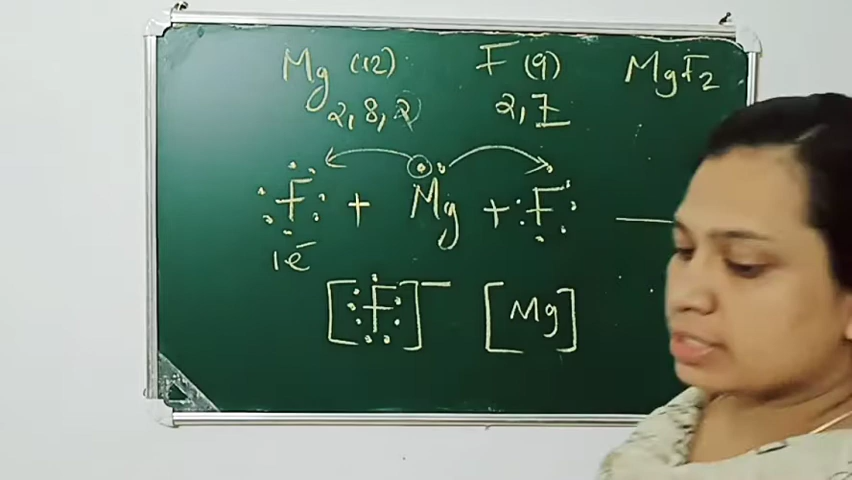 Mg (12) F (9) MgF₂
2, 8, 2 2, 7
F + Mg + F
1e⁻
[F]⁻ [Mg]